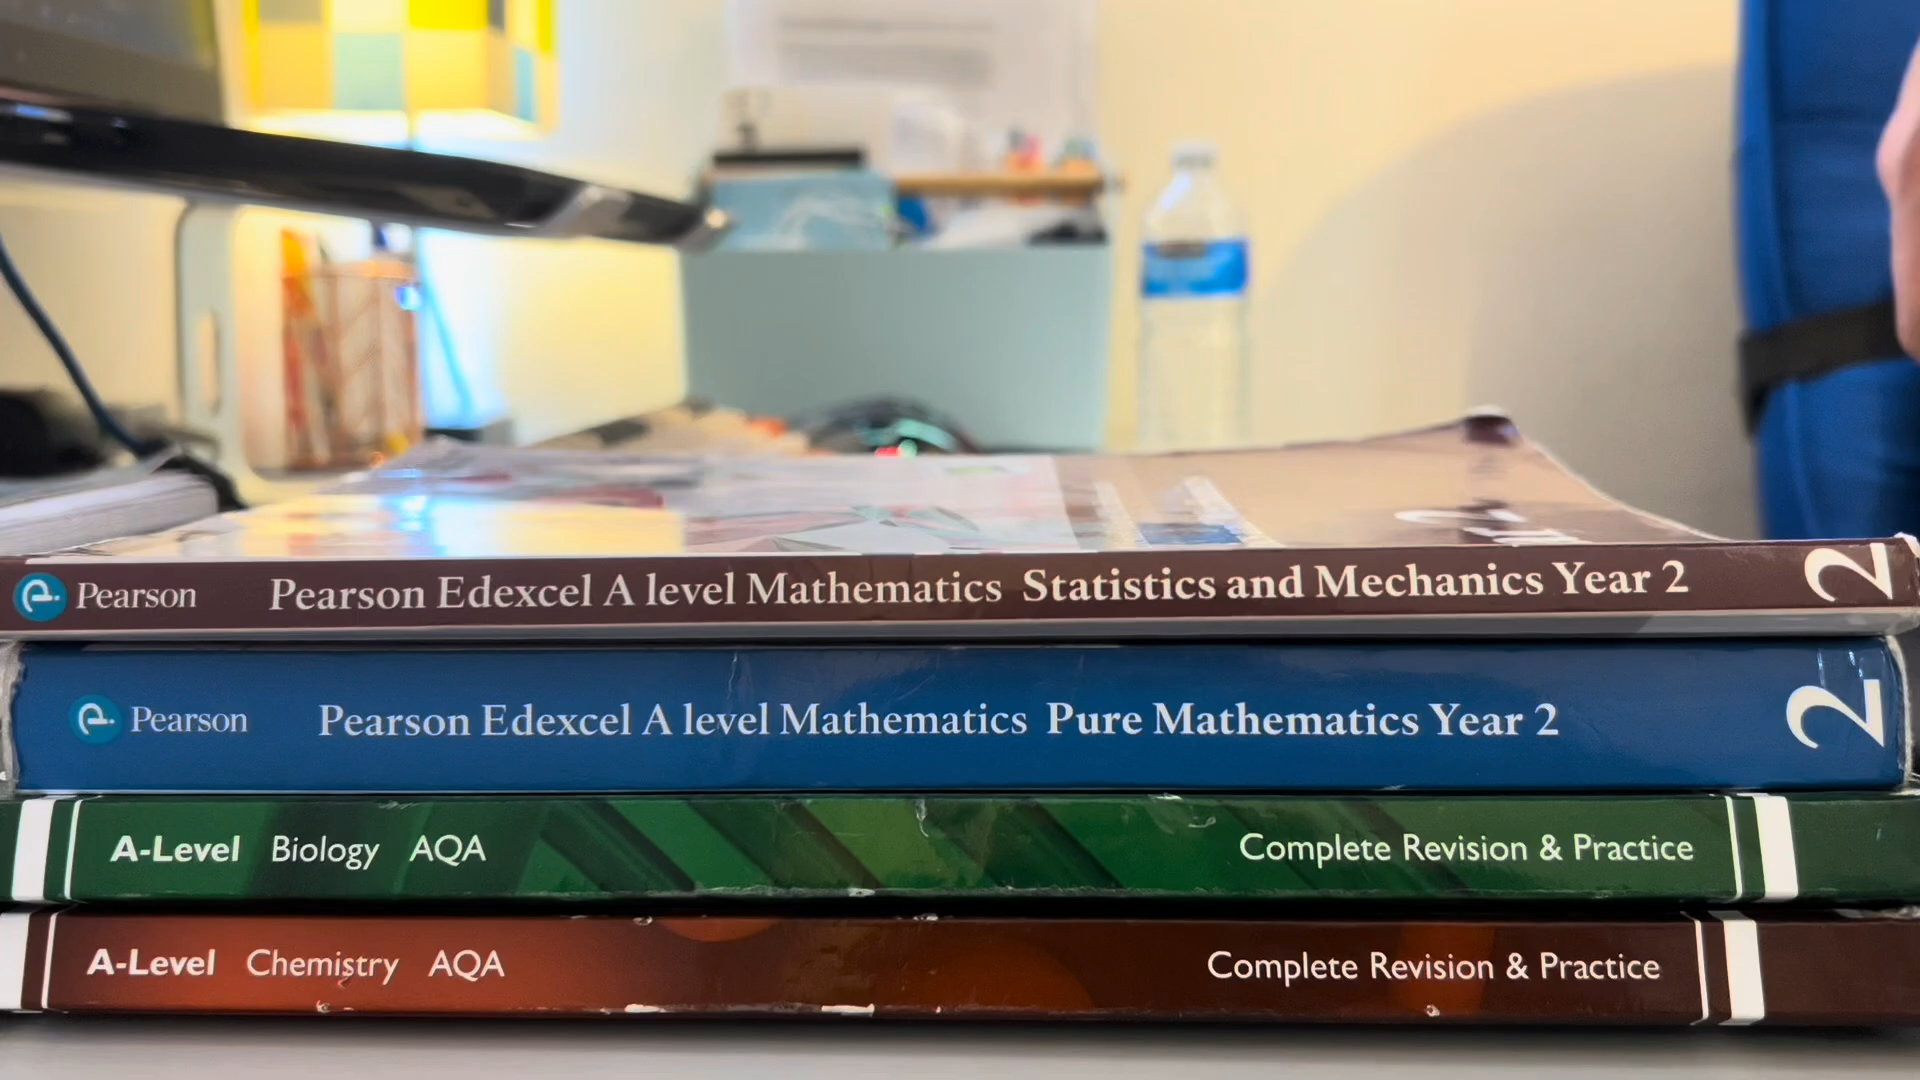 Pearson Pearson Edexcel A level Mathematics Statistics and Mechanics Year 2 2
Pearson Pearson Edexcel A level Mathematics Pure Mathematics Year 2 2
A-Level Biology AQA Complete Revision & Practice
A-Level Chemistry AQA Complete Revision & Practice